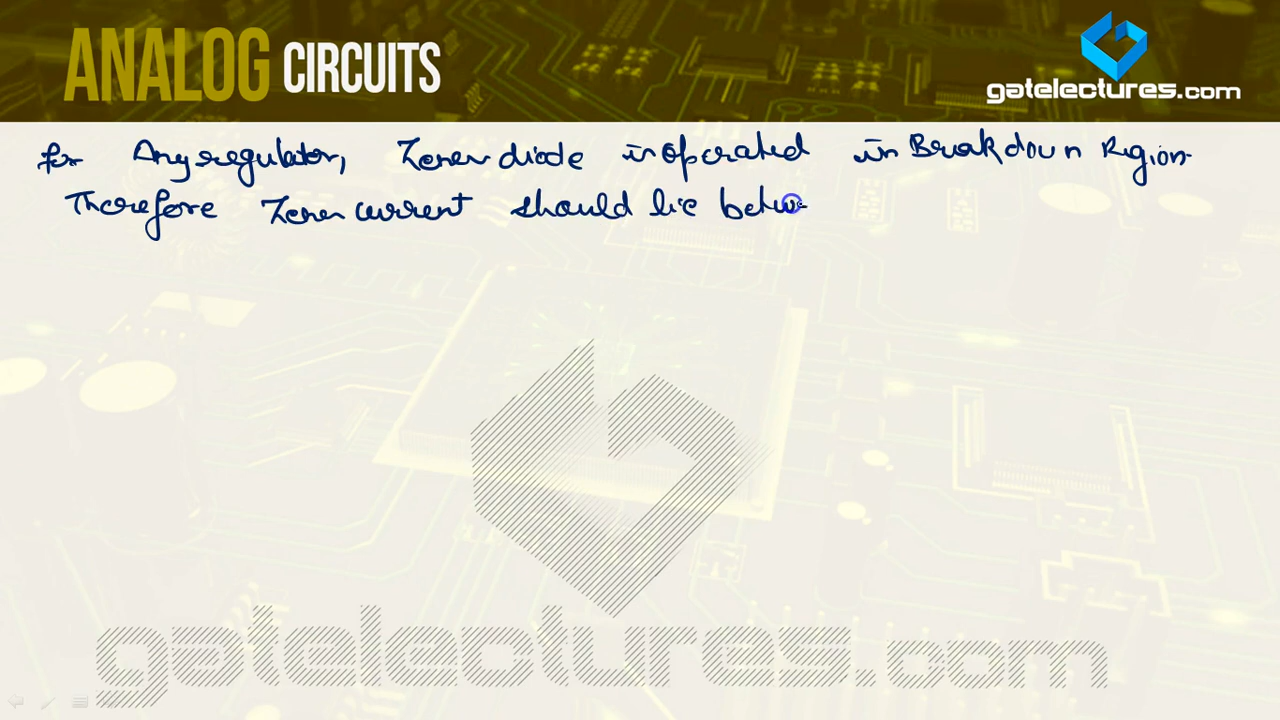 ANALOG CIRCUITS
gatelectures.com
for Any regulator, Zener diode is operated in Breakdown Region.
Therefore Zener current should lie betwe
gatelectures.com